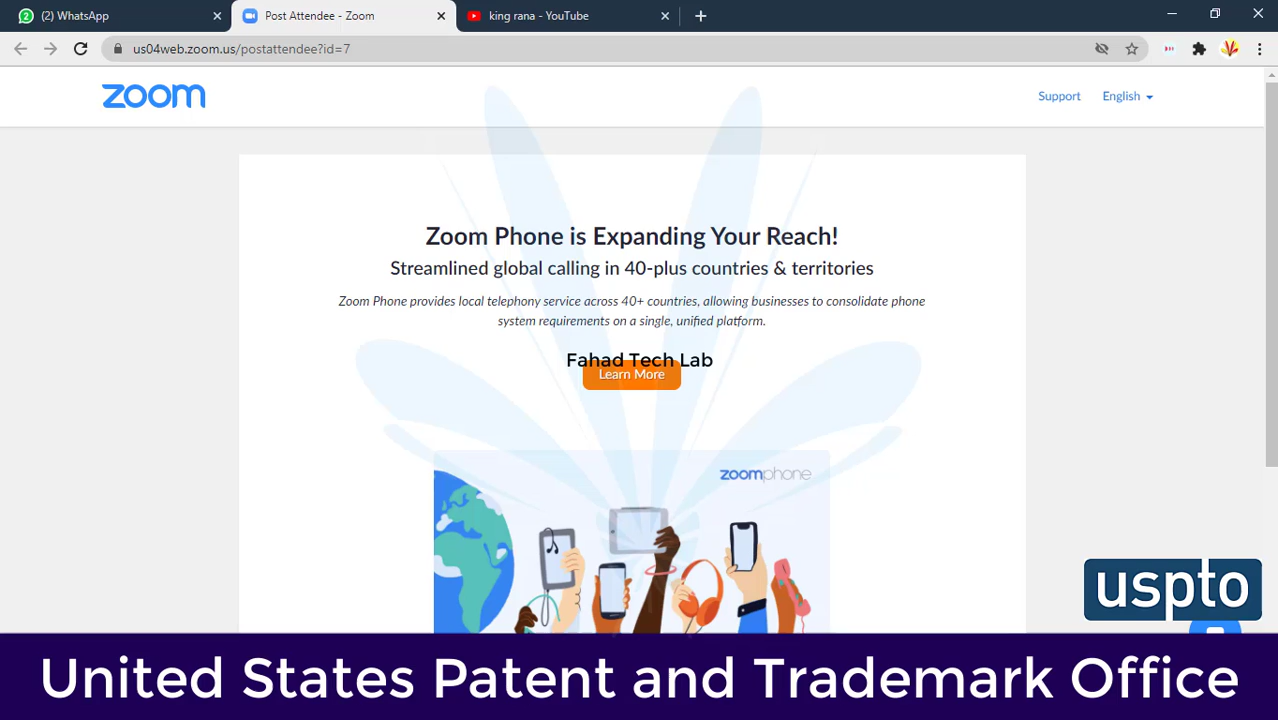 (2) WhatsApp
Post Attendee - Zoom
king rana - YouTube
us04web.zoom.us/postattendee?id=7
zoom
Support
English
Zoom Phone is Expanding Your Reach!
Streamlined global calling in 40-plus countries & territories
Zoom Phone provides local telephony service across 40+ countries, allowing businesses to consolidate phone
system requirements on a single, unified platform.
Fahad Tech Lab
Learn More
zoomphone
uspto
United States Patent and Trademark Office